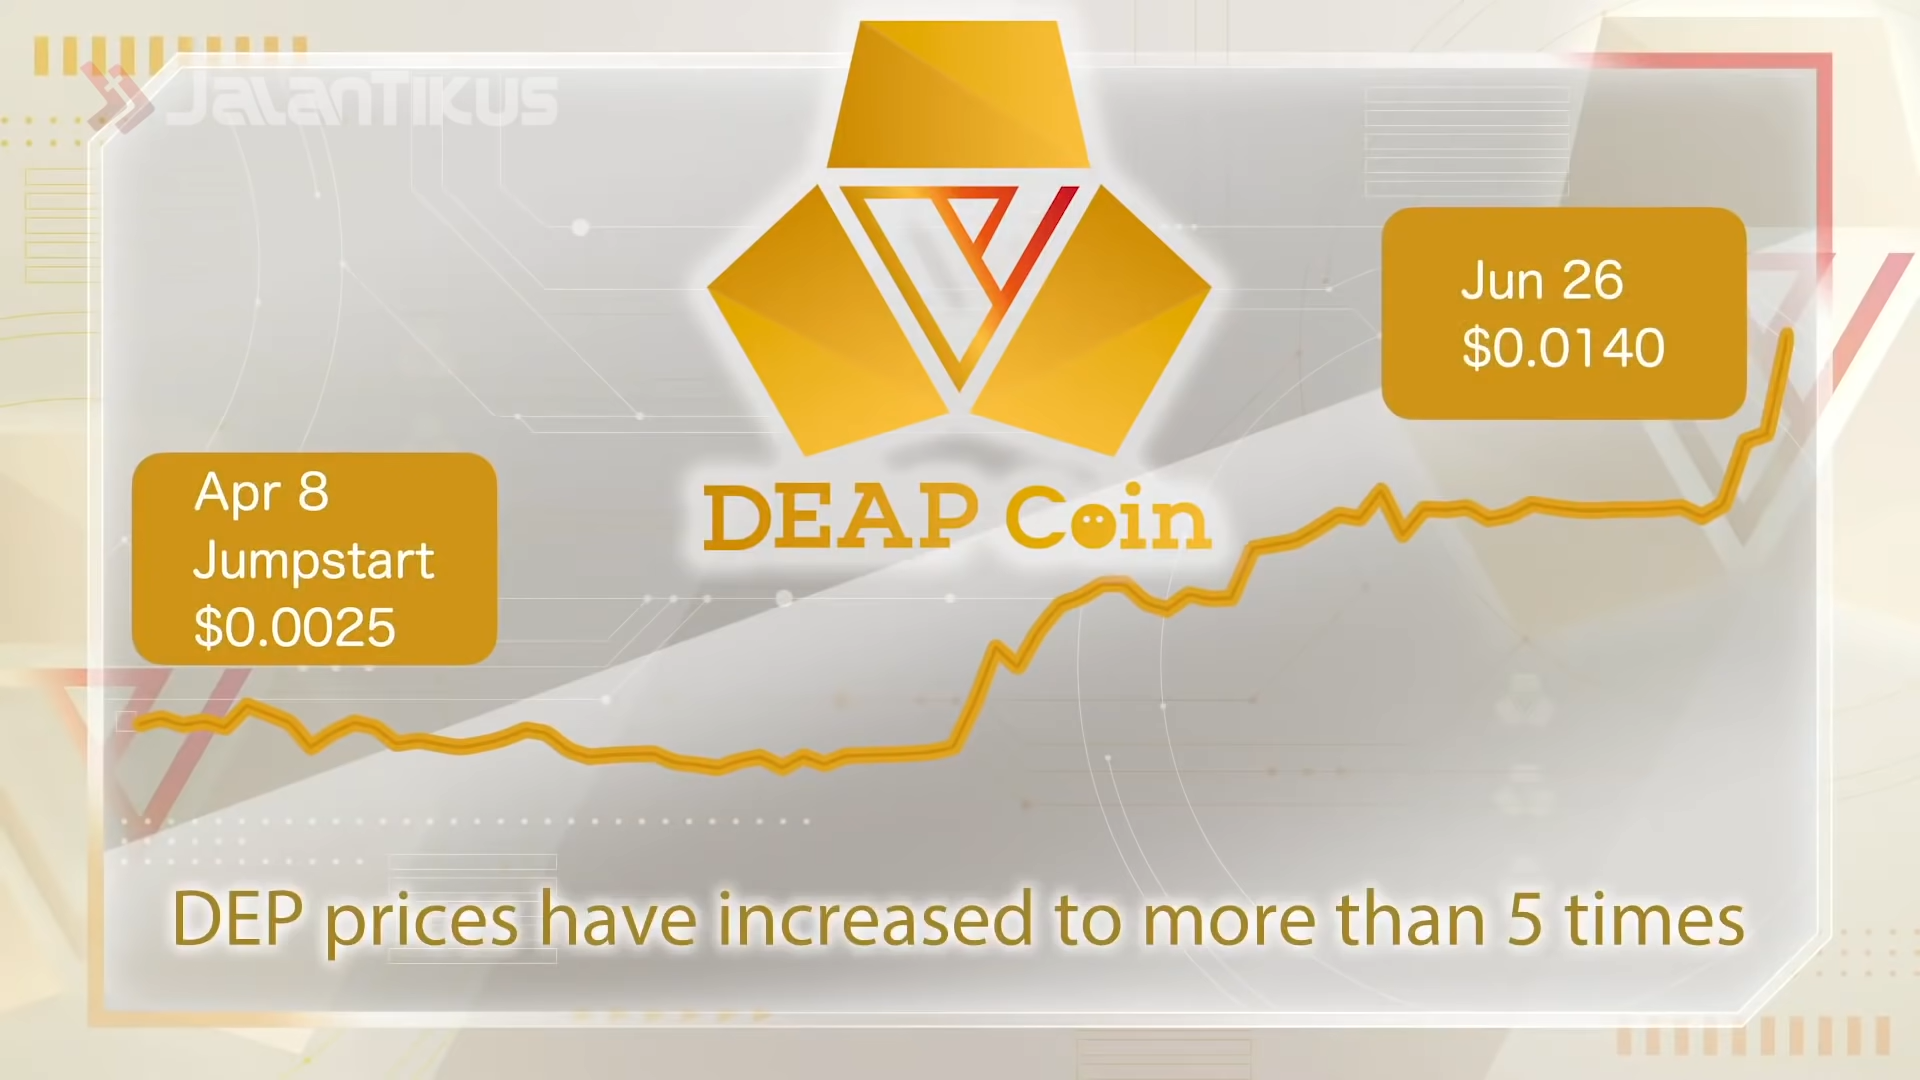 JALANTIKUS
DEAP Coin
Jun 26
$0.0140
Apr 8
Jumpstart
$0.0025
DEP prices have increased to more than 5 times